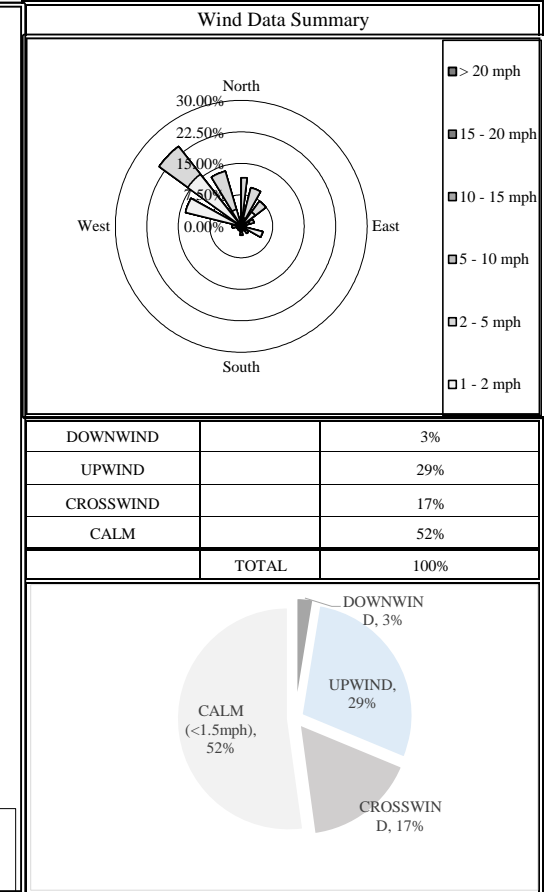 Wind Data Summary
North
30.00%
22.50%
15.00%
7.50%
0.00%
West
East
South
> 20 mph
15 - 20 mph
10 - 15 mph
5 - 10 mph
2 - 5 mph
1 - 2 mph
DOWNWIND 3%
UPWIND 29%
CROSSWIND 17%
CALM 52%
TOTAL 100%
DOWNWIN
D, 3%
UPWIND,
29%
CALM
(<1.5mph),
52%
CROSSWIN
D, 17%